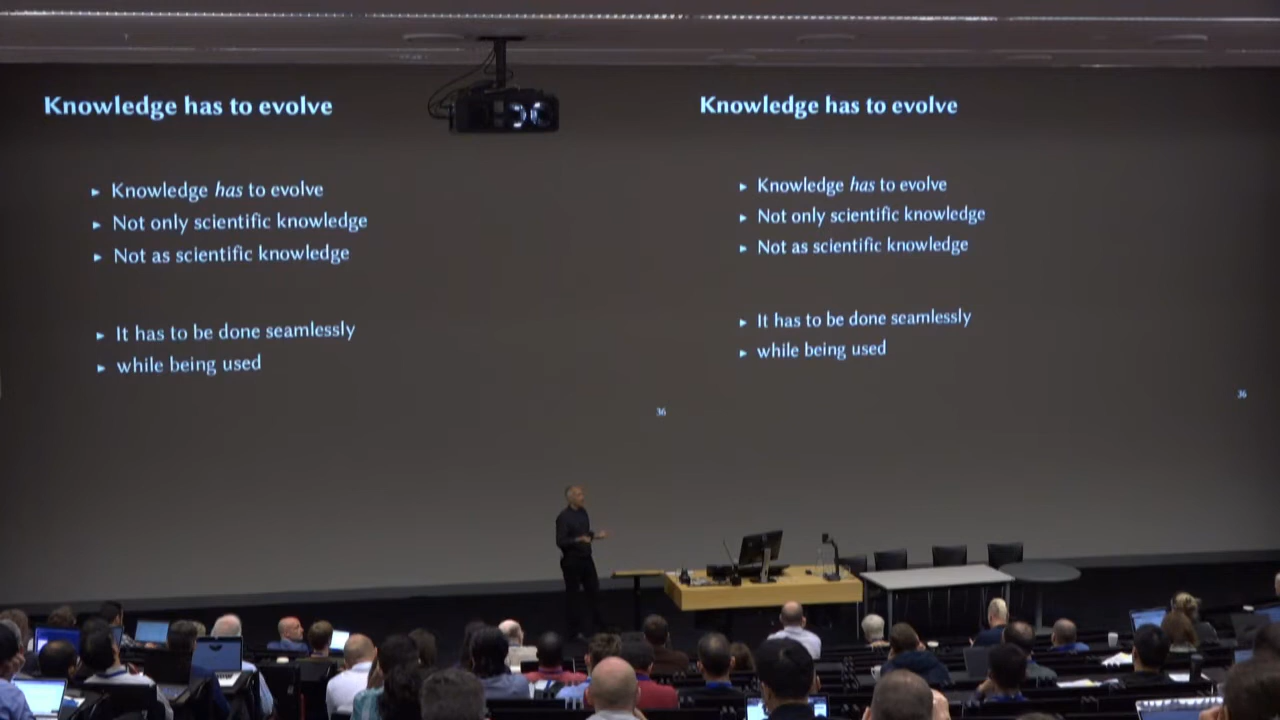 Knowledge has to evolve
► Knowledge has to evolve
► Not only scientific knowledge
► Not as scientific knowledge
► It has to be done seamlessly
► while being used
36
Knowledge has to evolve
► Knowledge has to evolve
► Not only scientific knowledge
► Not as scientific knowledge
► It has to be done seamlessly
► while being used
36